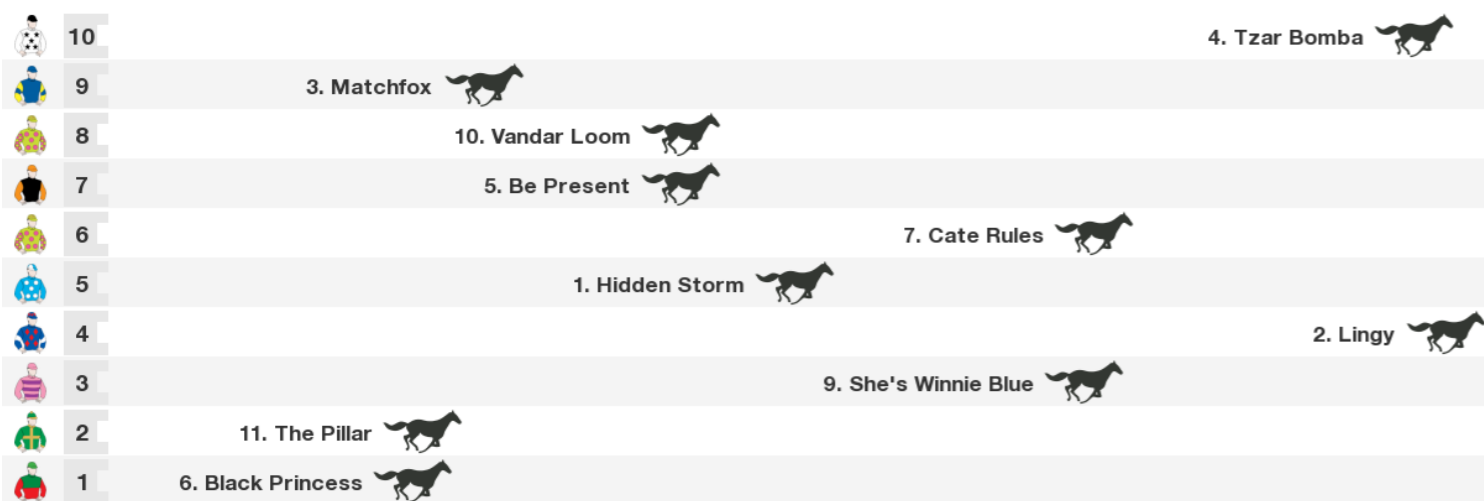 10 4. Tzar Bomba
9 3. Matchfox
8 10. Vandar Loom
7 5. Be Present
6 7. Cate Rules
5 1. Hidden Storm
4 2. Lingy
3 9. She's Winnie Blue
2 11. The Pillar
1 6. Black Princess